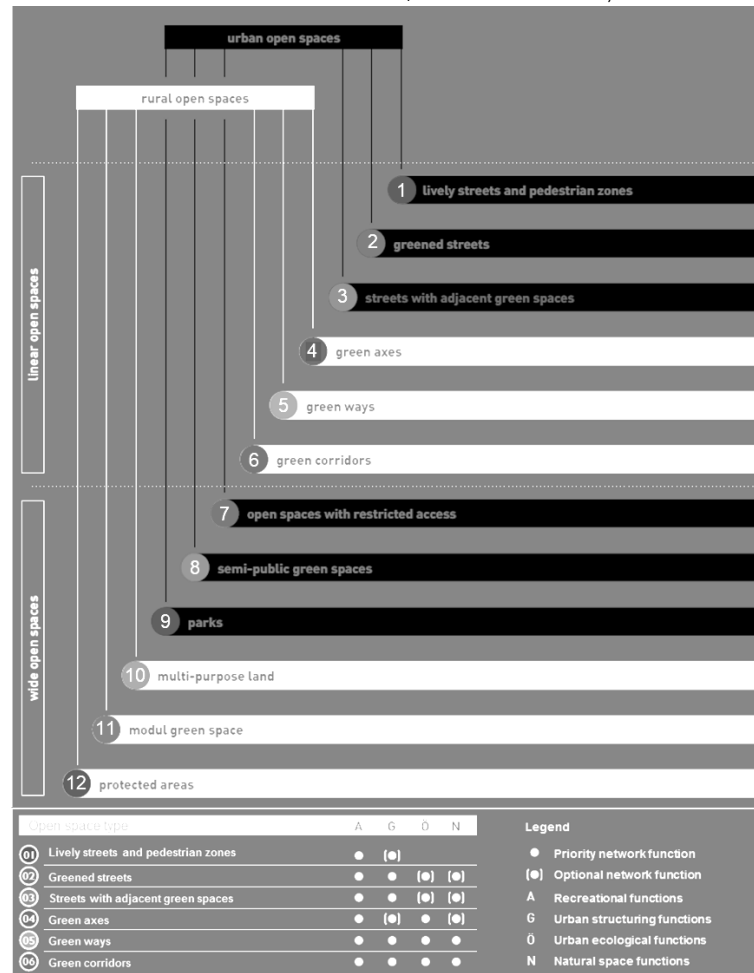 urban open spaces
rural open spaces
linear open spaces
1 lively streets and pedestrian zones
2 greened streets
3 streets with adjacent green spaces
4 green axes
5 green ways
6 green corridors
wide open spaces
7 open spaces with restricted access
8 semi-public green spaces
9 parks
10 multi-purpose land
11 modul green space
12 protected areas
Open space type A G Ö N
01 Lively streets and pedestrian zones ● (●)
02 Greened streets ● ● (●) (●)
03 Streets with adjacent green spaces ● ● (●) (●)
04 Green axes ● (●) ● (●)
05 Green ways ● ● ● ●
06 Green corridors ● ● ● ●
Legend
● Priority network function
(●) Optional network function
A Recreational functions
G Urban structuring functions
Ö Urban ecological functions
N Natural space functions